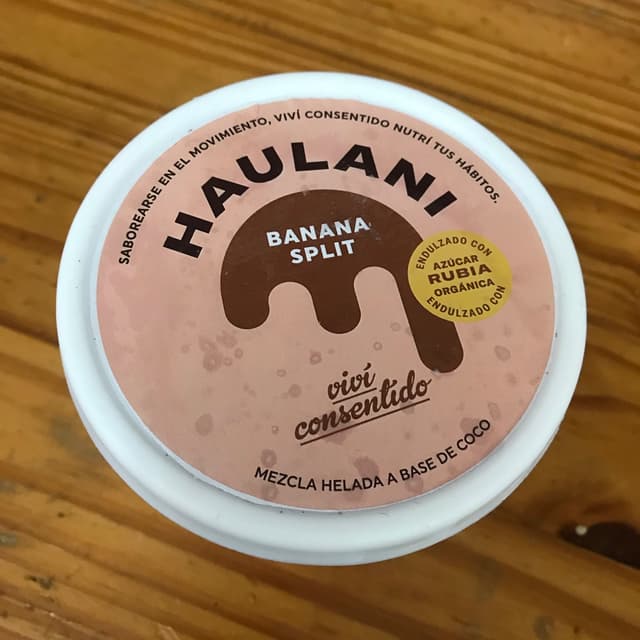 SABOREARSE EN EL MOVIMIENTO, VIVÍ CONSENTIDO NUTRÍ TUS HÁBITOS.
HAULANI
BANANA
SPLIT
ENDULZADO CON
AZÚCAR
RUBIA
ORGÁNICA
ENDULZADO CON
viví
consentido
MEZCLA HELADA A BASE DE COCO